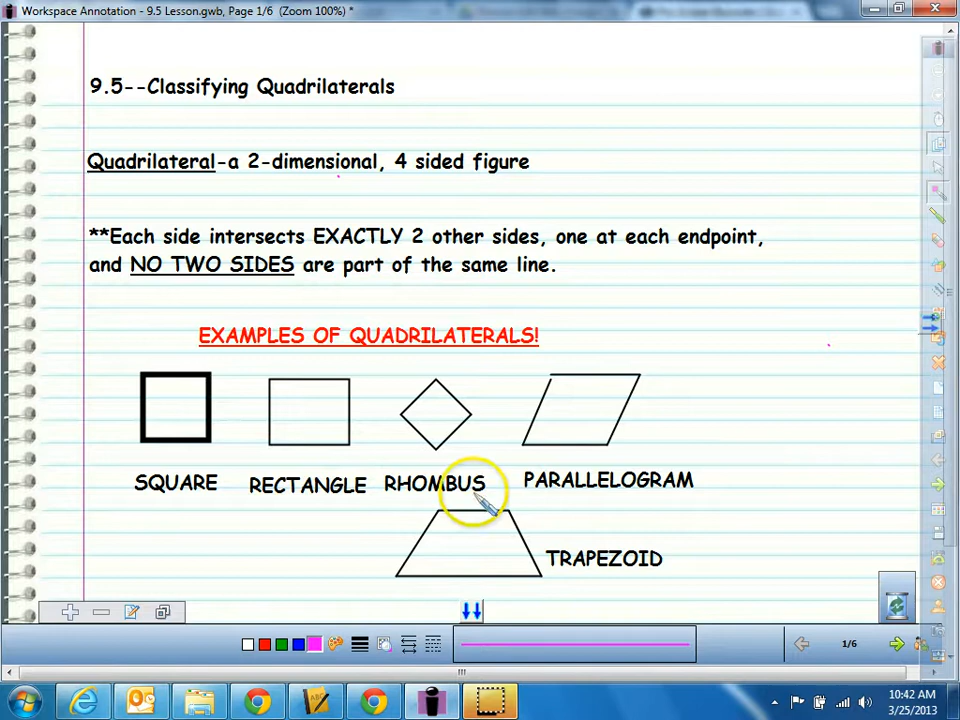 Workspace Annotation - 9.5 Lesson.gwb, Page 1/6 (Zoom 100%) *
9.5--Classifying Quadrilaterals
Quadrilateral-a 2-dimensional, 4 sided figure
**Each side intersects EXACTLY 2 other sides, one at each endpoint,
and NO TWO SIDES are part of the same line.
EXAMPLES OF QUADRILATERALS!
SQUARE RECTANGLE RHOMBUS PARALLELOGRAM
TRAPEZOID
1/6
10:42 AM
3/25/2013